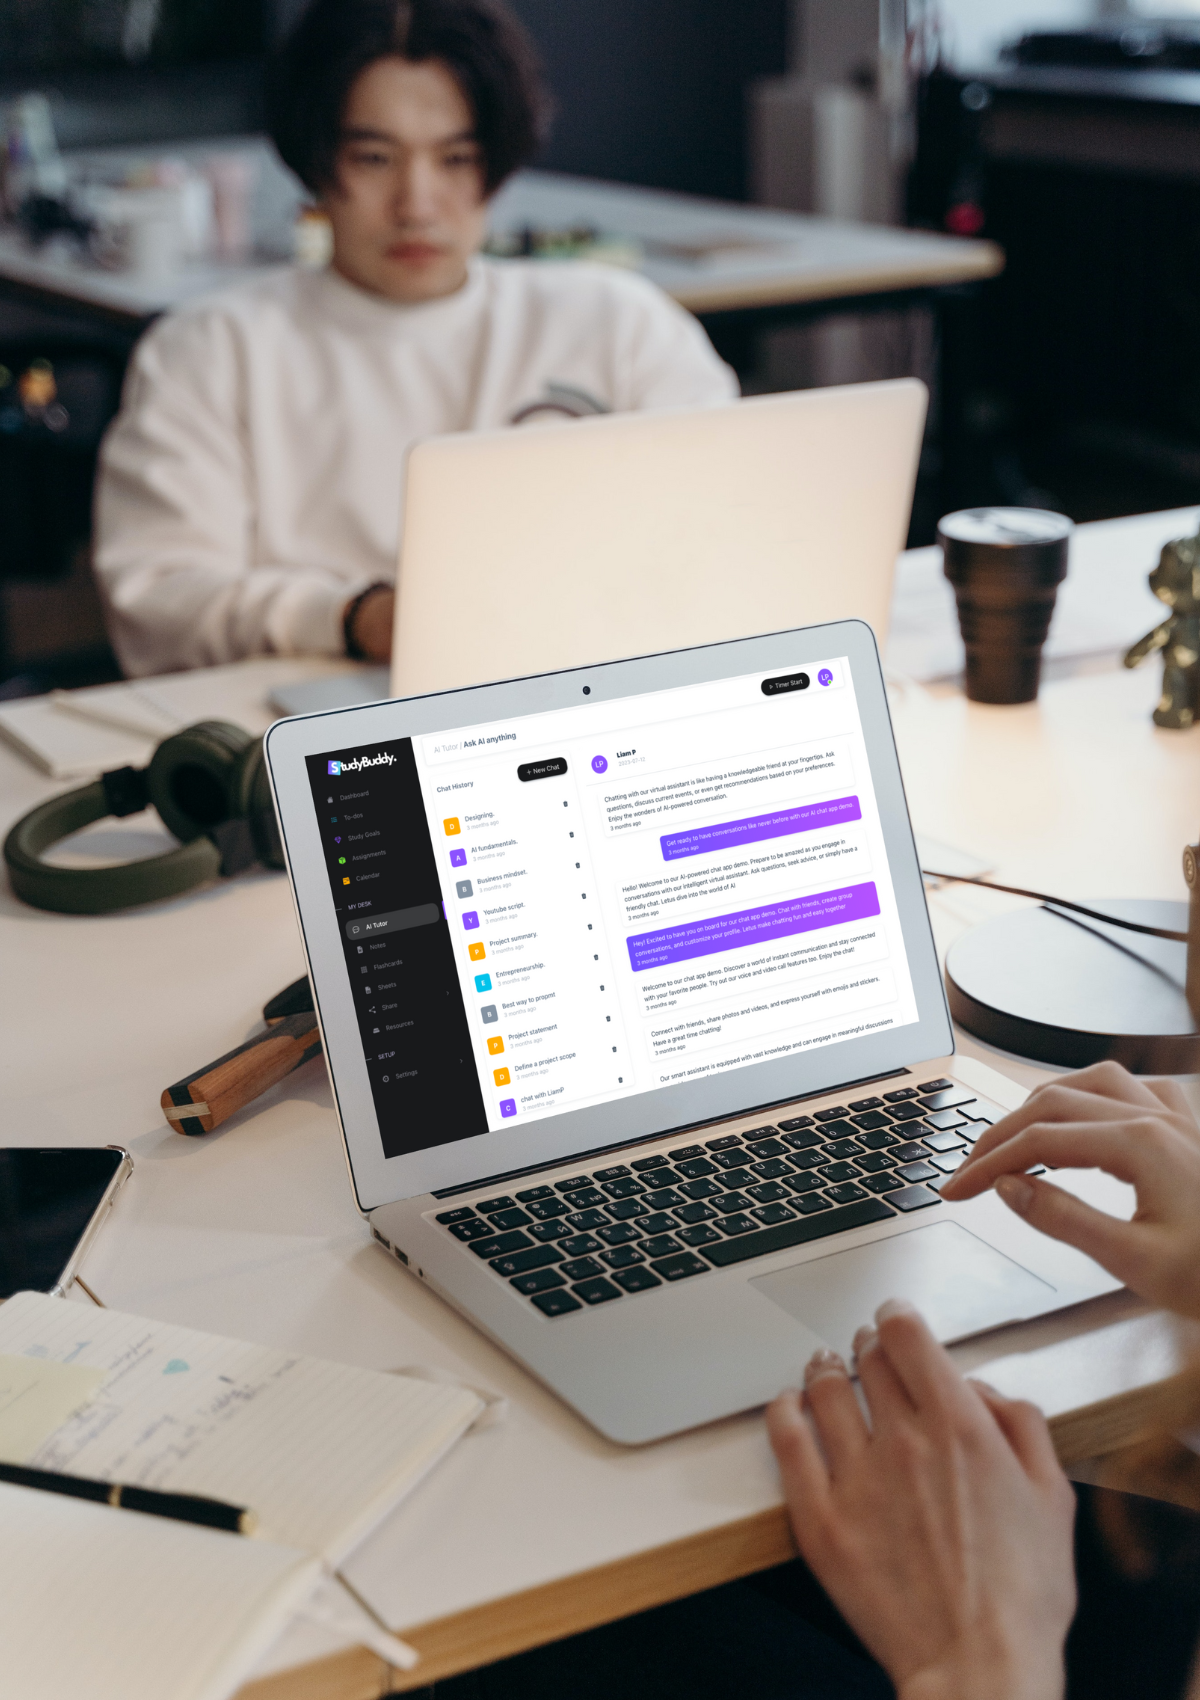 StudyBuddy.
Dashboard
To-dos
Study Goals
Assignments
Calendar
MY DESK
AI Tutor
Notes
Flashcards
Sheets
Share
Resources
SETUP
Settings
AI Tutor / Ask AI anything
Timer Start
LP
Chat History
+ New Chat
D
Designing.
3 months ago
A
AI fundamentals.
3 months ago
B
Business mindset.
3 months ago
Y
Youtube script.
3 months ago
P
Project summary.
3 months ago
E
Entrepreneurship.
3 months ago
B
Best way to propmt
3 months ago
P
Project statement
3 months ago
D
Define a project scope
3 months ago
C
chat with LiamP
3 months ago
LP
Liam P
2023-07-12
Chatting with our virtual assistant is like having a knowledgeable friend at your fingertips. Ask
questions, discuss current events, or even get recommendations based on your preferences.
Enjoy the wonders of AI-powered conversation.
3 months ago
Get ready to have conversations like never before with our AI chat app demo.
3 months ago
Hello! Welcome to our AI-powered chat app demo. Prepare to be amazed as you engage in
conversations with our intelligent virtual assistant. Ask questions, seek advice, or simply have a
friendly chat. Letus dive into the world of AI
3 months ago
Hey! Excited to have you on board for our chat app demo. Chat with friends, create group
conversations, and customize your profile. Letus make chatting fun and easy together
3 months ago
Welcome to our chat app demo. Discover a world of instant communication and stay connected
with your favorite people. Try out our voice and video call features too. Enjoy the chat!
3 months ago
Connect with friends, share photos and videos, and express yourself with emojis and stickers.
Have a great time chatting!
3 months ago
Our smart assistant is equipped with vast knowledge and can engage in meaningful discussions